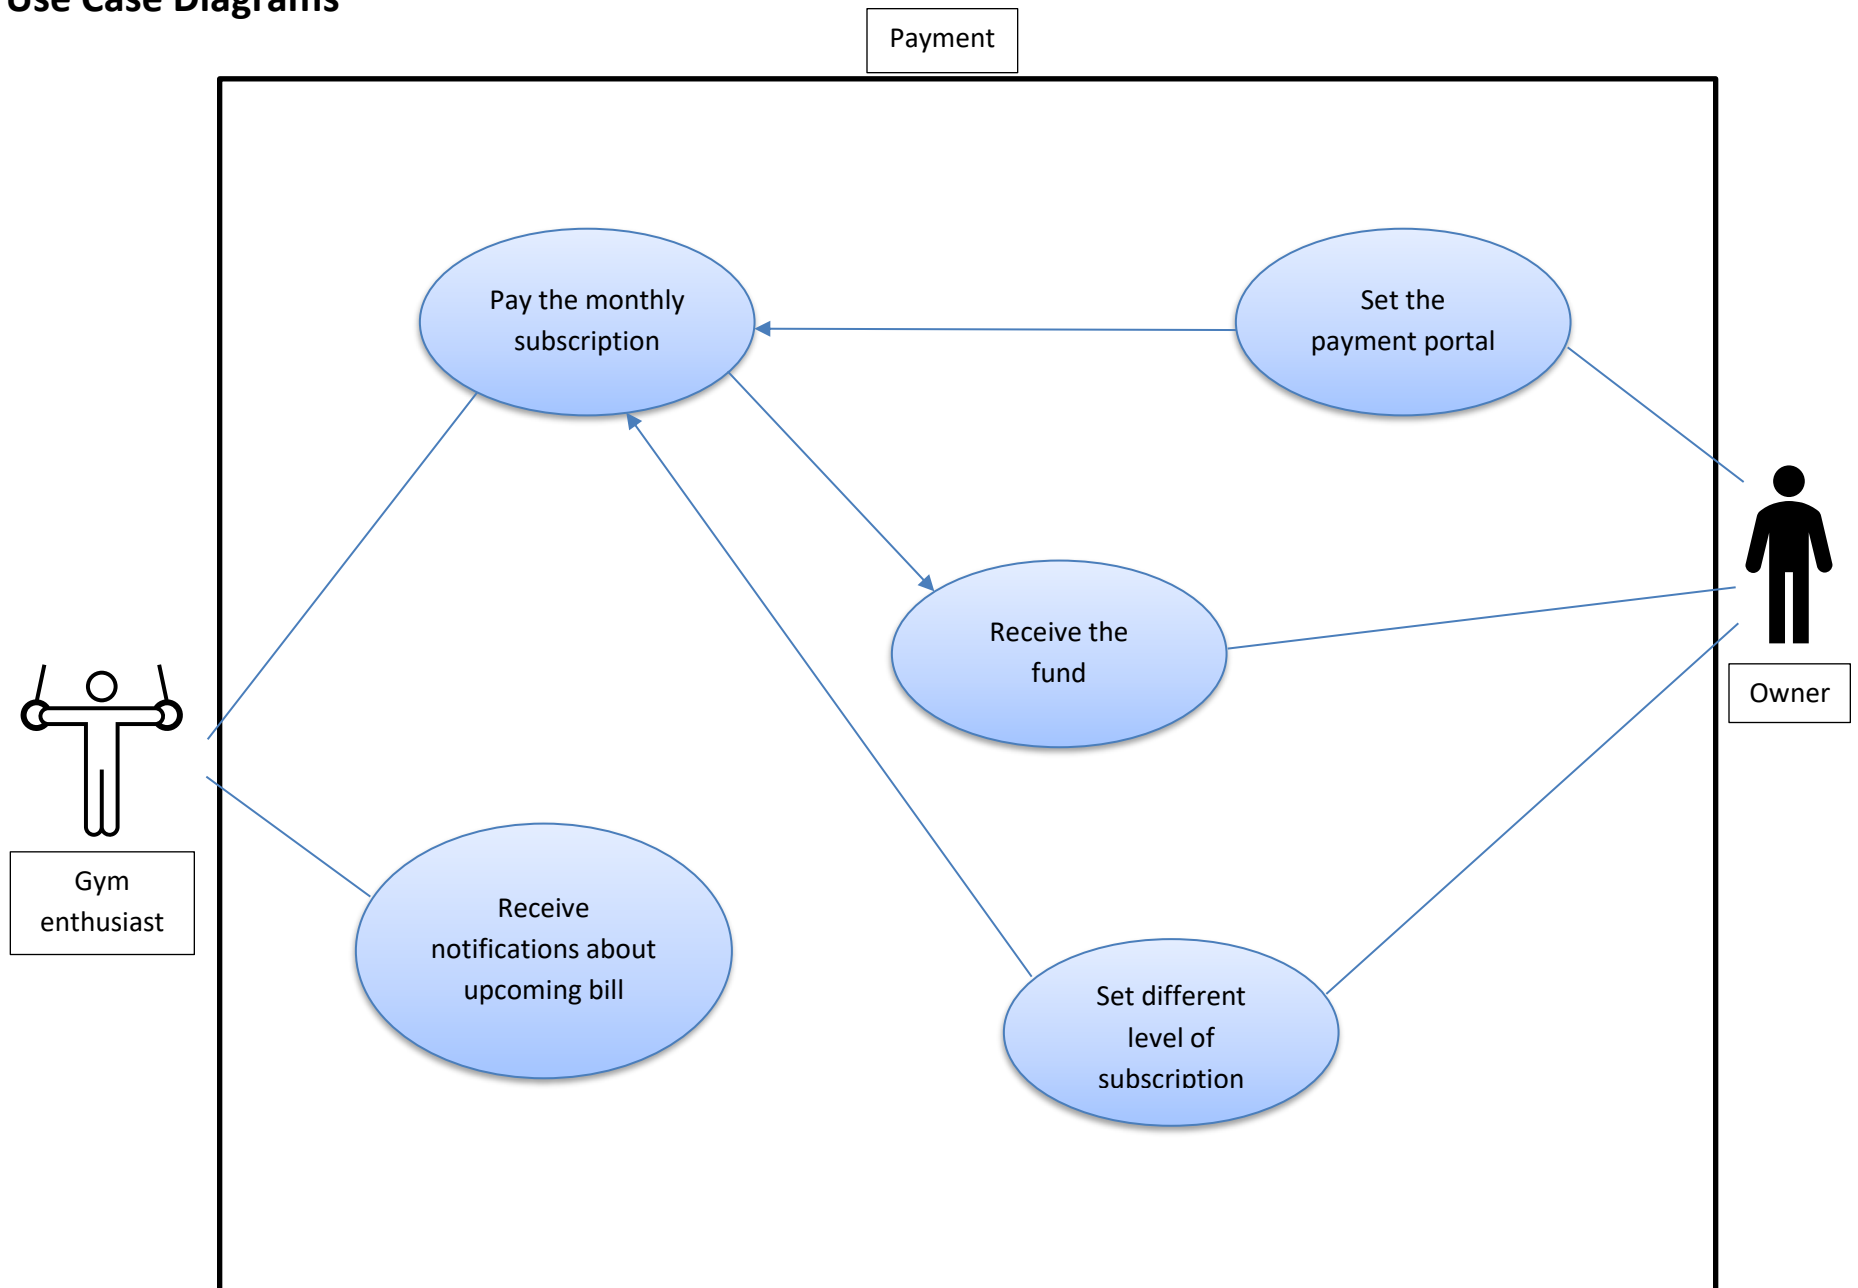 Use Case Diagrams
Payment
Pay the monthly
subscription
Set the
payment portal
Receive the
fund
Owner
Gym
enthusiast
Receive
notifications about
upcoming bill
Set different
level of
subscription